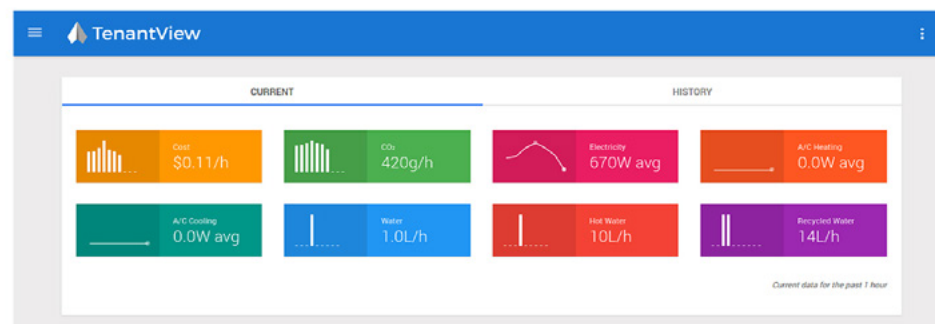 TenantView
CURRENT
HISTORY
Cost
$0.11/h
CO₂
420g/h
Electricity
670W avg
A/C Heating
0.0W avg
A/C Cooling
0.0W avg
Water
1.0L/h
Hot Water
10L/h
Recycled Water
14L/h
Current data for the past 1 hour